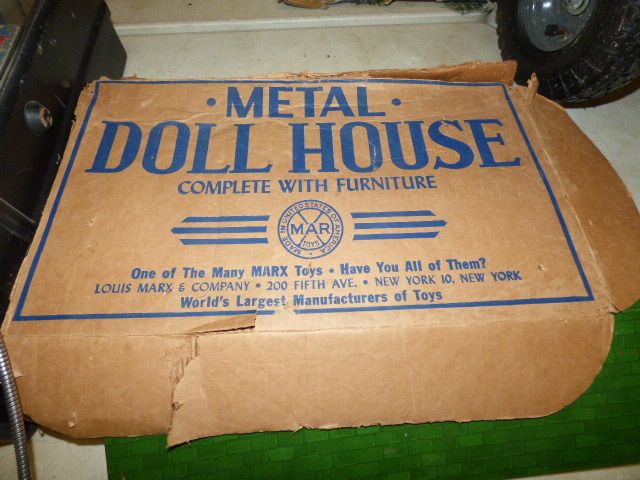 • METAL •
DOLL HOUSE
COMPLETE WITH FURNITURE
MADE IN UNITED STATES OF AMERICA
MAR
TOYS
One of The Many MARX Toys • Have You All of Them?
LOUIS MARX & COMPANY • 200 FIFTH AVE. • NEW YORK 10, NEW YORK
World's Largest Manufacturers of Toys